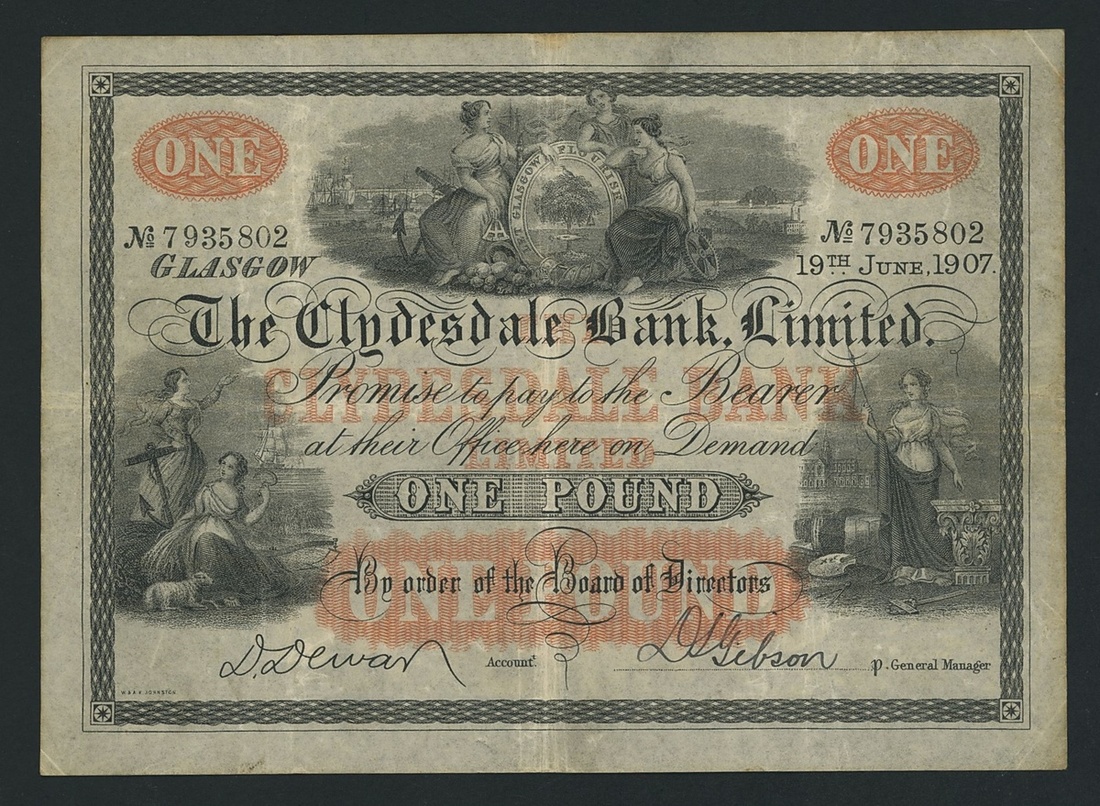 ONE
ONE
LET GLASGOW FLOURISH
№ 7935802
№ 7935802
GLASGOW
19TH JUNE, 1907.
The Clydesdale Bank, Limited.
THE
CLYDESDALE BANK
LIMITED
Promise to pay to the Bearer
at their Office here on Demand
ONE POUND
ONE POUND
By order of the Board of Directors
D. Dewar
Accountt.
Gibson
p. General Manager
W. & A.K. JOHNSTON